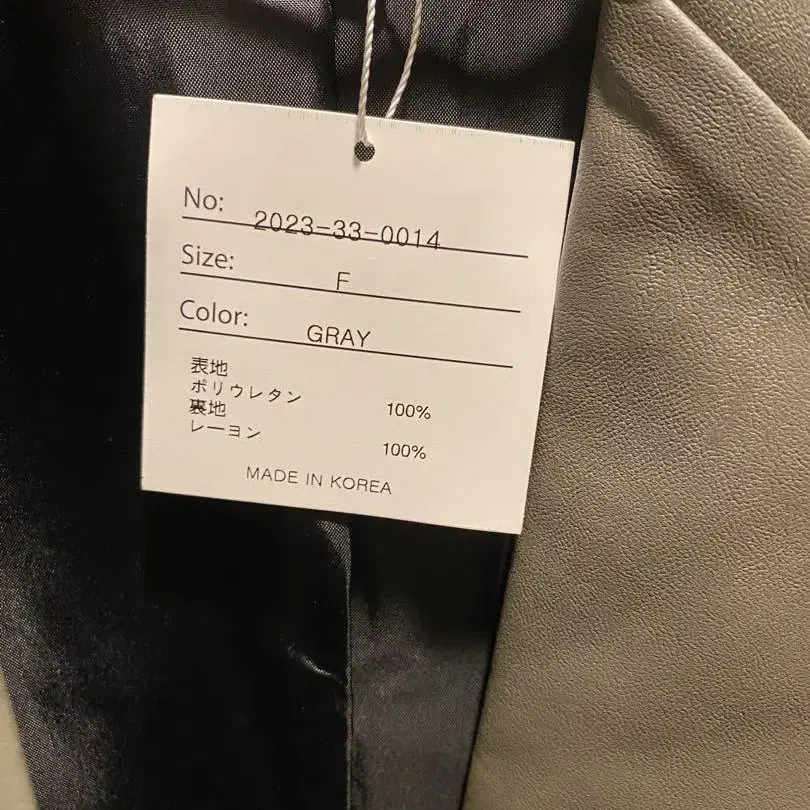 No: 2023-33-0014
Size: F
Color: GRAY
表地
ポリウレタン 100%
裏地
レーヨン 100%
MADE IN KOREA